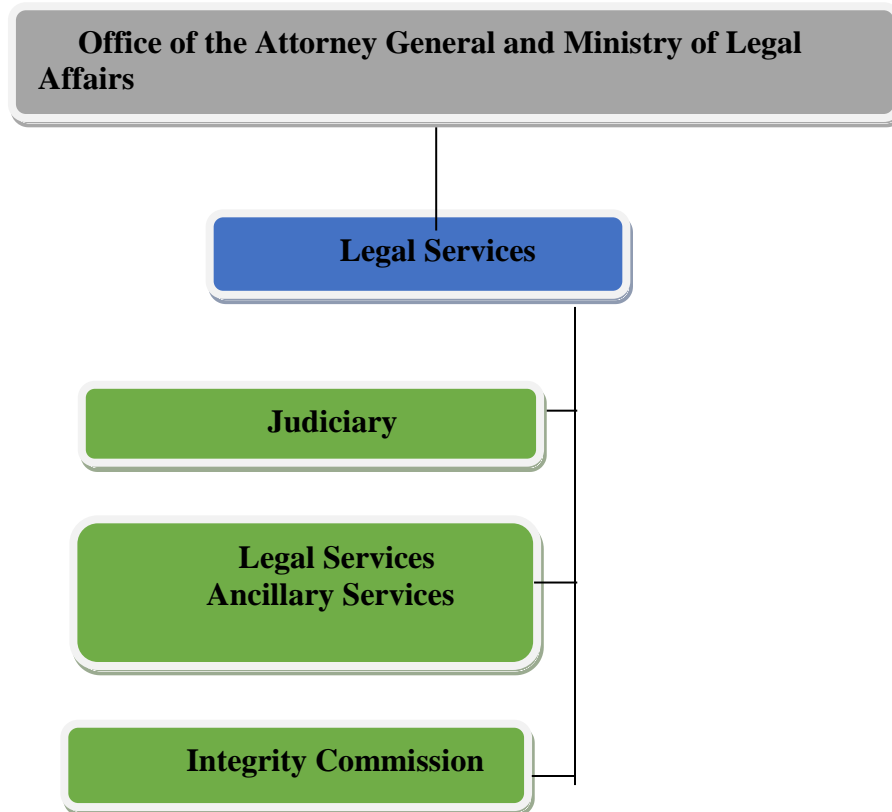 Office of the Attorney General and Ministry of Legal
Affairs
Legal Services
Judiciary
Legal Services
Ancillary Services
Integrity Commission